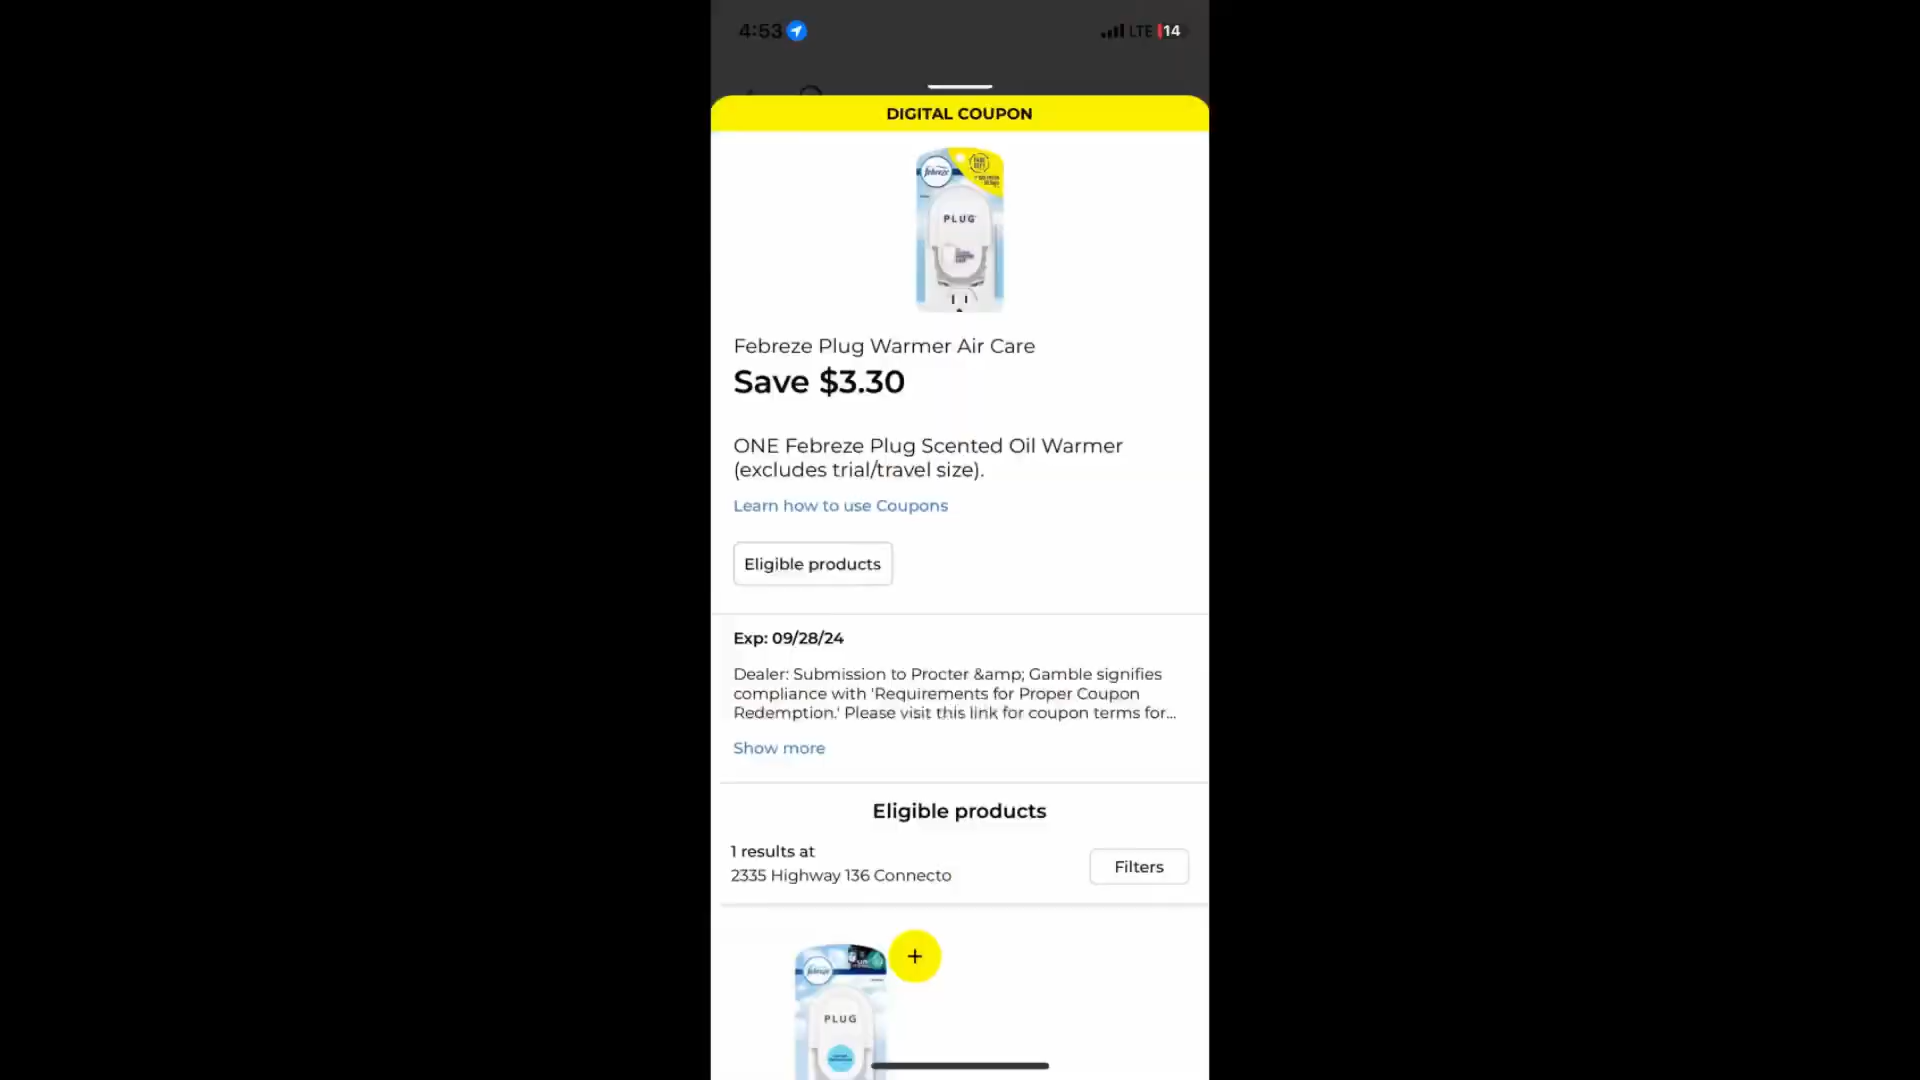 4:53
LTE 14
DIGITAL COUPON
febreze
PLUG
Febreze Plug Warmer Air Care
Save $3.30
ONE Febreze Plug Scented Oil Warmer
(excludes trial/travel size).
Learn how to use Coupons
Eligible products
Exp: 09/28/24
Dealer: Submission to Procter &amp; Gamble signifies
compliance with 'Requirements for Proper Coupon
Redemption.' Please visit this link for coupon terms for...
Show more
Eligible products
1 results at
2335 Highway 136 Connecto
Filters
+
febreze
PLUG